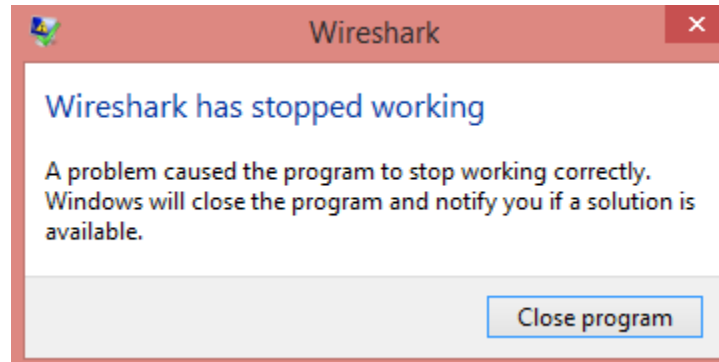 Wireshark
Wireshark has stopped working
A problem caused the program to stop working correctly.
Windows will close the program and notify you if a solution is
available.
Close program